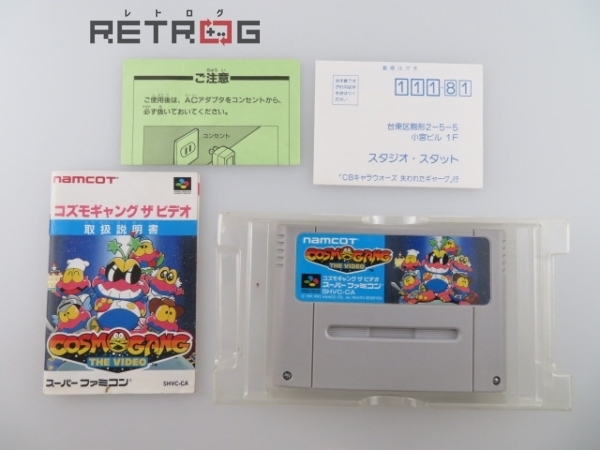 レトログ
RETROG
ご注意
ご使用後は、ACアダプタをコンセントから、
必ず抜いておいてください。
コンセント
郵便はがき
111-81
台東区駒形2-5-5
小宮ビル 1F
スタジオ・スタット
「CBキャラウォーズ 失われたギャーグ」行
namcot
コズモギャング ザ ビデオ
取扱説明書
COSMO GANG
THE VIDEO
スーパーファミコン
SHVC-CA
namcot
COSMO GANG
THE VIDEO
コズモギャング ザ ビデオ
スーパーファミコン
SHVC-CA